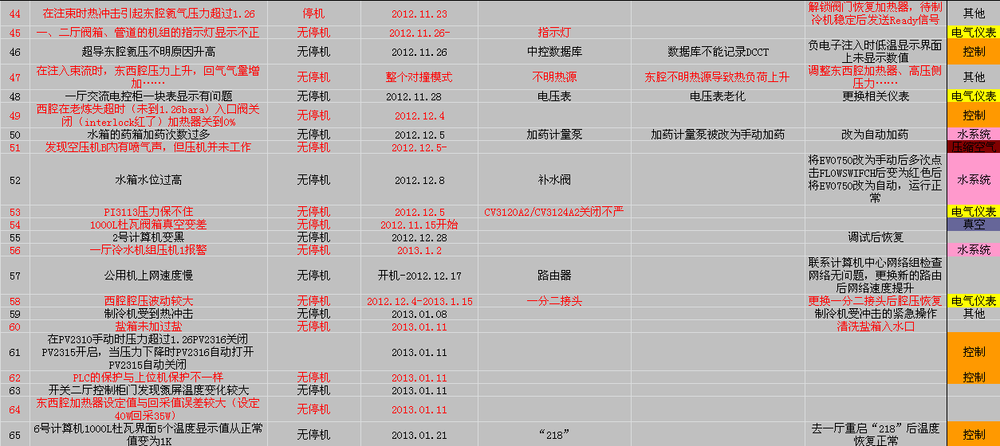 44 在注束时热冲击引起东腔氦气压力超过1.26 停机 2012.11.23 解锁阀门恢复加热器，待制
冷机稳定后发送Ready信号 其他
45 一、二厅阀箱、管道的机组的指示灯显示不正 无停机 2012.11.26- 指示灯 电气仪表
46 超导东腔氦压不明原因升高 无停机 2012.11.26 中控数据库 数据库不能记录DCCT 负电子注入时低温显示界面
上未显示数值 控制
47 在注入束流时，东西腔压力上升，回气气量增
加…… 无停机 整个对撞模式 不明热源 东腔不明热源导致热负荷上升 调整东西腔加热器、高压侧
压力…… 其他
48 一厅交流电控柜一块表显示有问题 无停机 2012.11.28 电压表 电压表老化 更换相关仪表 电气仪表
49 西腔在老炼失超时（未到1.26bara）入口阀关
闭（interlock红了）加热器关到0% 无停机 2012.12.4 控制
50 水箱的药箱加药次数过多 无停机 2012.12.5 加药计量泵 加药计量泵被改为手动加药 改为自动加药 水系统
51 发现空压机B内有喷气声，但压机并未工作 无停机 2012.12.5- 压缩空气
52 水箱水位过高 无停机 2012.12.8 补水阀 将EV0750改为手动后多次点
击FLOWSWIFCH后变为红色后
将EV0750改为自动，运行正
常 水系统
53 PI3113压力保不住 无停机 2012.12.5 CV3120A2/CV3124A2关闭不严 电气仪表
54 1000L杜瓦阀箱真空变差 无停机 2012.11.15开始 真空
55 2号计算机变黑 无停机 2012.12.28 调试后恢复
56 一厅冷水机组压机1报警 无停机 2013.1.2 水系统
57 公用机上网速度慢 无停机 开机-2012.12.17 路由器 联系计算机中心网络组检查
网络无问题，更换新的路由
后网络速度提升
58 西腔腔压波动较大 无停机 2012.12.4-2013.1.15 一分二接头 更换一分二接头后腔压恢复 电气仪表
59 制冷机受到热冲击 无停机 2013.01.08 制冷机受冲击的紧急操作 其他
60 盐箱未加过盐 无停机 2013.01.11 清洗盐箱入水口
61 在PV2310手动时压力超过1.26PV2316关闭
PV2315开启，当压力下降时PV2316自动打开
PV2315自动关闭 无停机 2013.01.11 控制
62 PLC的保护与上位机保护不一样 无停机 2013.01.11 控制
63 开关二厅控制柜门发现氮屏温度变化较大 无停机 2013.01.11
64 东西腔加热器设定值与回采值误差较大（设定
40W回采35W） 无停机 2013.01.11
65 6号计算机1000L杜瓦界面5个温度显示值从正常
值变为1K 无停机 2013.01.21 “218” 去一厅重启“218”后温度
恢复正常 控制